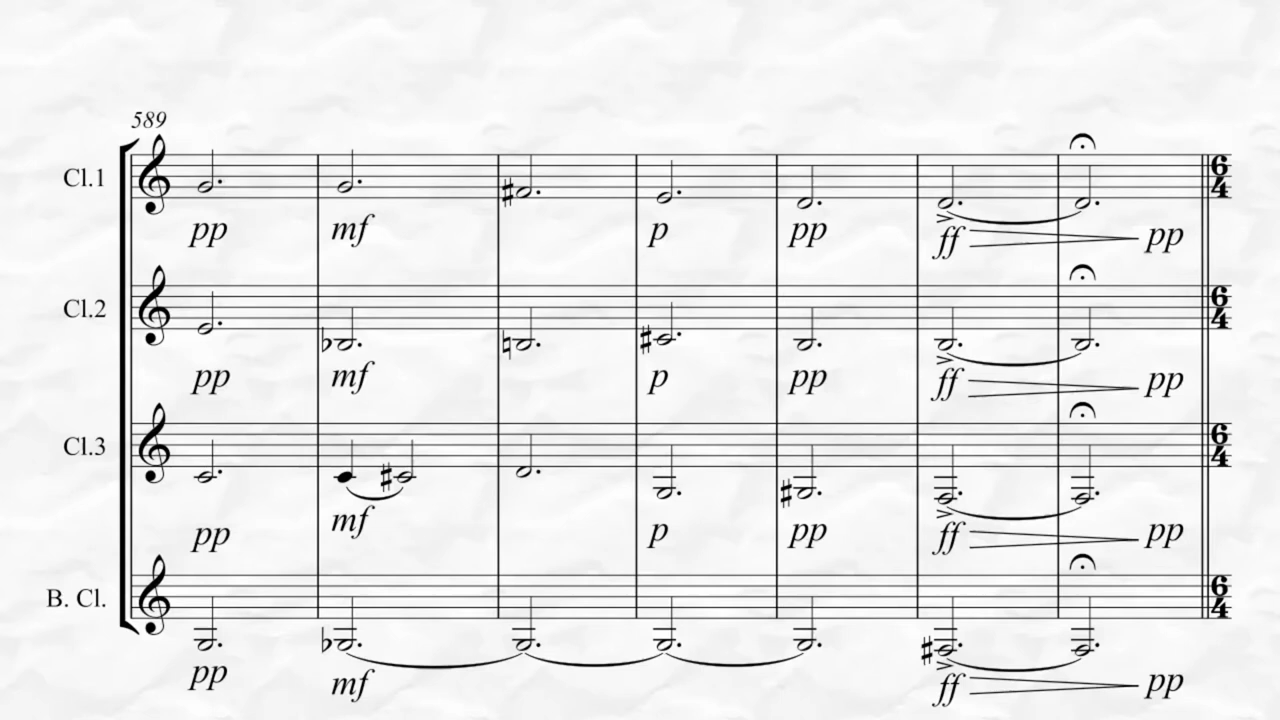 589
Cl.1
pp mf p pp ff pp
6
4
Cl.2
pp mf p pp ff pp
6
4
Cl.3
pp mf p pp ff pp
6
4
B. Cl.
pp mf ff pp
6
4